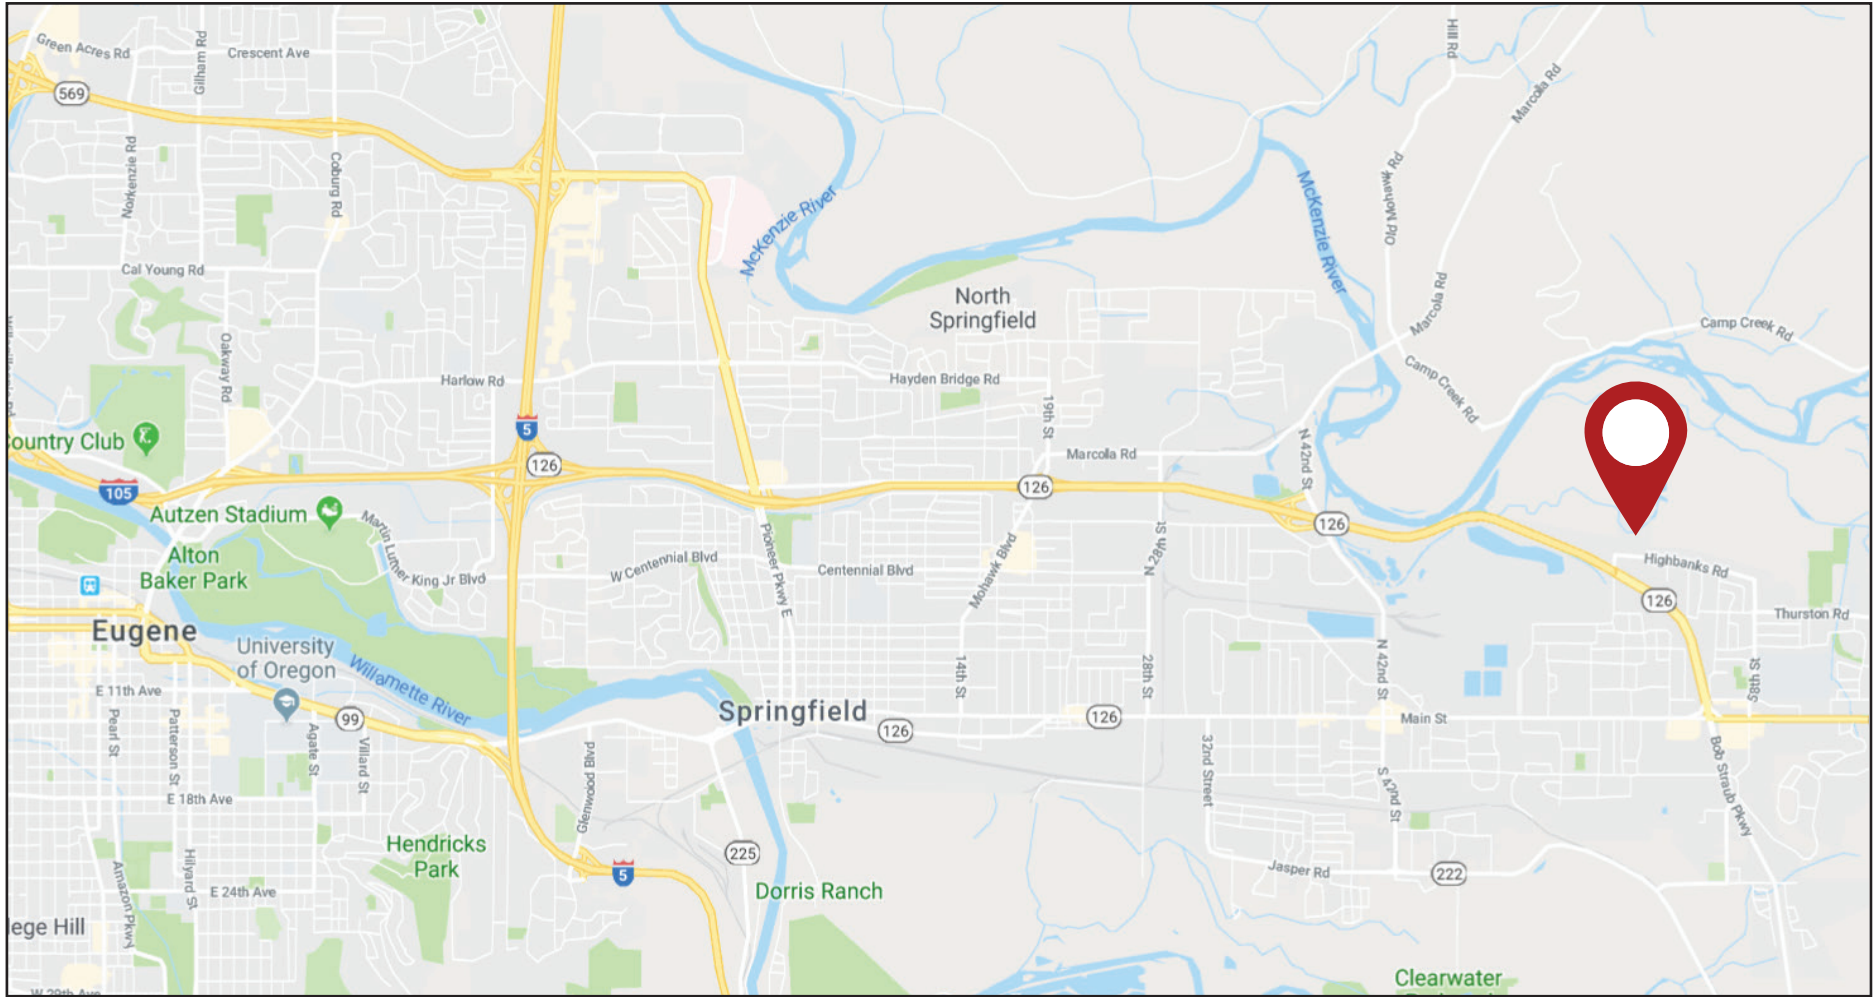 Green Acres Rd
Gilham Rd
Crescent Ave
Hill Rd
569
Marcola Rd
Norkenzie Rd
Coburg Rd
Old Mohawk Rd
McKenzie River
McKenzie River
Cal Young Rd
North
Springfield
Marcola Rd
Camp Creek Rd
Oakway Rd
Harlow Rd
Hayden Bridge Rd
Camp Creek Rd
19th St
5
Country Club
Marcola Rd
N 42nd St
126
105
126
Autzen Stadium
Martin Luther King Jr Blvd
126
Pioneer Pkwy E
N 28th St
Alton
Baker Park
W Centennial Blvd
Centennial Blvd
Mohawk Blvd
Highbanks Rd
126
Thurston Rd
Eugene
University
of Oregon
Willamette River
N 42nd St
14th St
28th St
58th St
E 11th Ave
Springfield
99
126
126
Main St
Pearl St
Patterson St
Agate St
Villard St
Glenwood Blvd
32nd Street
S 42nd St
Bob Straub Pkwy
E 18th Ave
Hendricks
Park
225
5
Jasper Rd
222
Amazon Pkwy
Hilyard St
E 24th Ave
Dorris Ranch
lege Hill
Clearwater